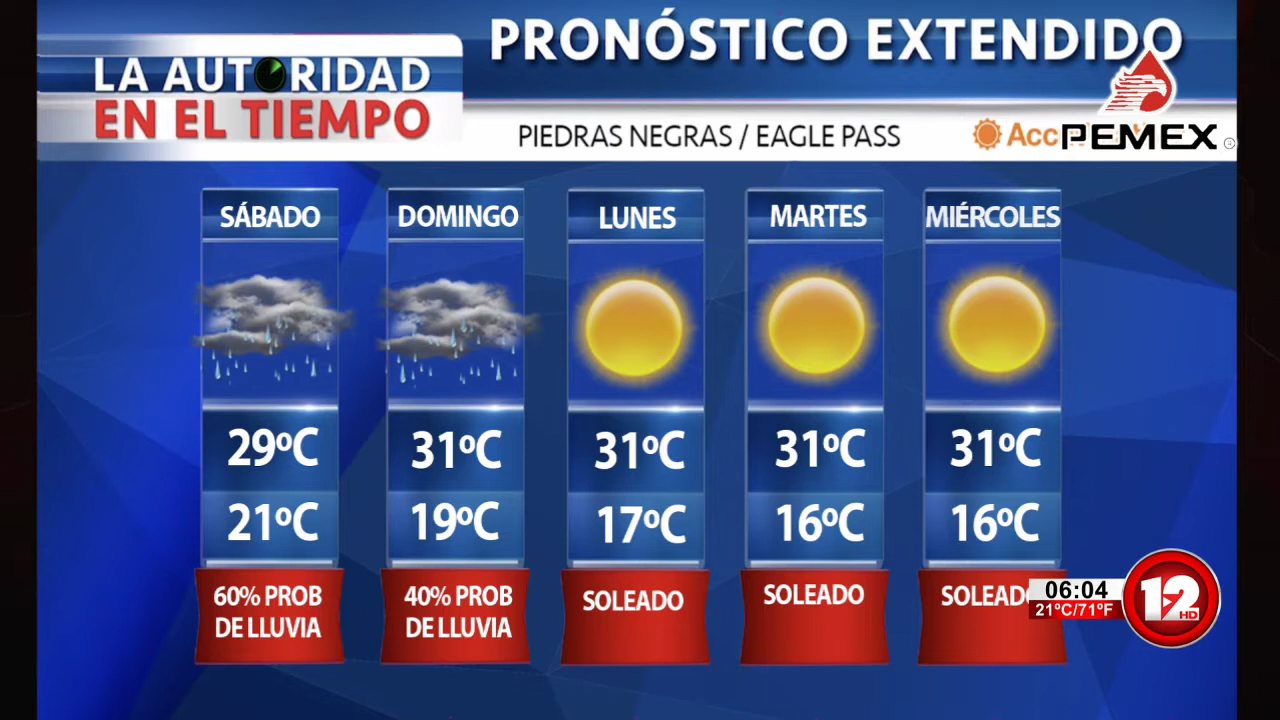 PRONÓSTICO EXTENDIDO
LA AUTORIDAD
EN EL TIEMPO
PIEDRAS NEGRAS / EAGLE PASS
PEMEX
SÁBADO
29ºC
21ºC
60% PROB
DE LLUVIA
DOMINGO
31ºC
19ºC
40% PROB
DE LLUVIA
LUNES
31ºC
17ºC
SOLEADO
MARTES
31ºC
16ºC
SOLEADO
MIÉRCOLES
31ºC
16ºC
SOLEADO
06:04
21ºC/71ºF
12
HD